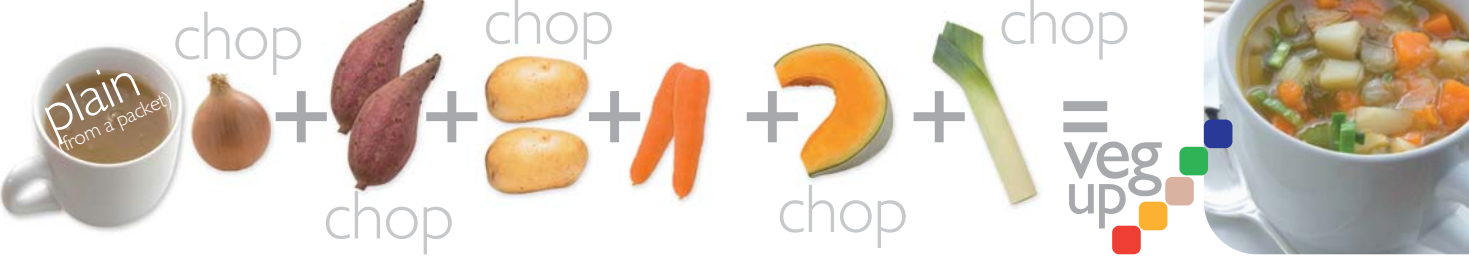 plain
(from a packet)
chop
+
chop
+
chop
+
+
chop
+
chop
=
veg
up